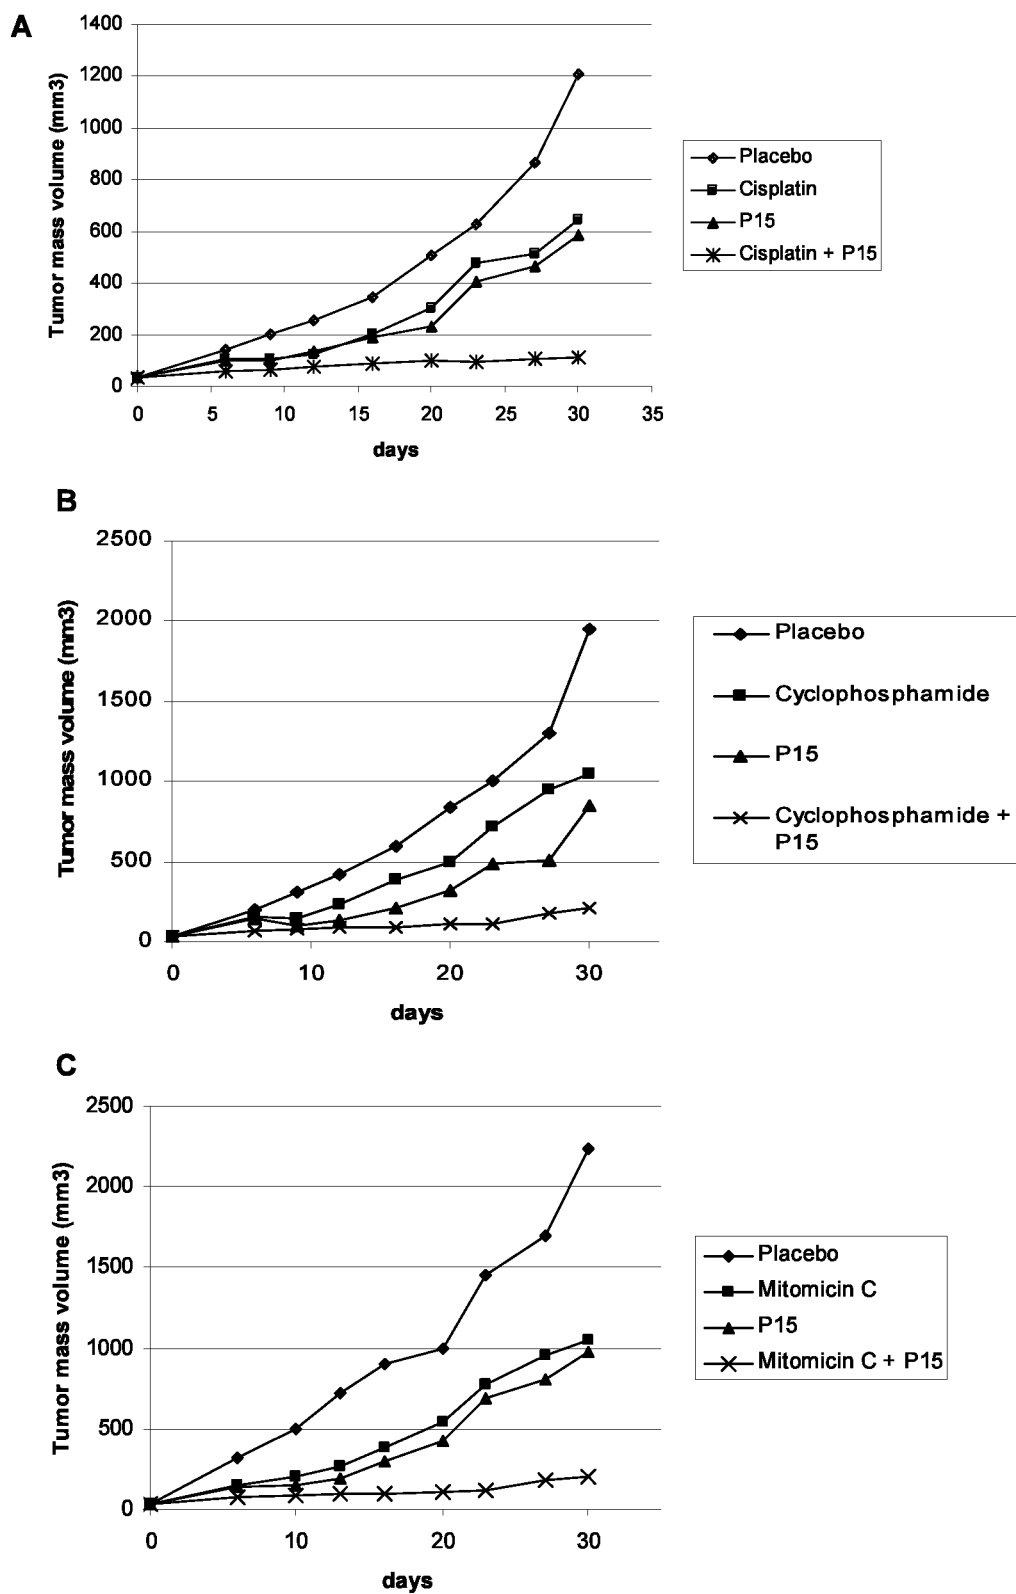 A
Tumor mass volume (mm3)
1400
1200
1000
800
600
400
200
0
0 5 10 15 20 25 30 35
days
Placebo
Cisplatin
P15
Cisplatin + P15
B
Tumor mass volume (mm3)
2500
2000
1500
1000
500
0
0 10 20 30
days
Placebo
Cyclophosphamide
P15
Cyclophosphamide +
P15
C
Tumor mass volume (mm3)
2500
2000
1500
1000
500
0
0 10 20 30
days
Placebo
Mitomicin C
P15
Mitomicin C + P15